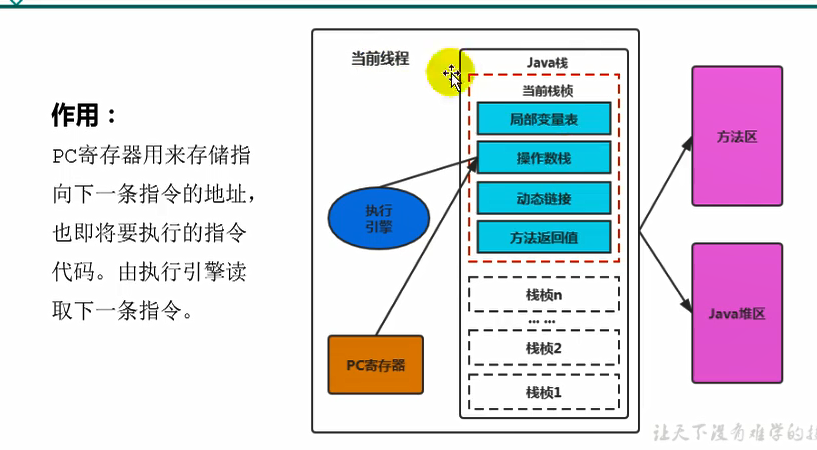 作用：
PC寄存器用来存储指
向下一条指令的地址，
也即将要执行的指令
代码。由执行引擎读
取下一条指令。
当前线程
Java栈
当前栈桢
局部变量表
操作数栈
动态链接
方法返回值
执行
引擎
PC寄存器
栈桢n
... ...
栈桢2
栈桢1
方法区
Java堆区
让天下没有难学的